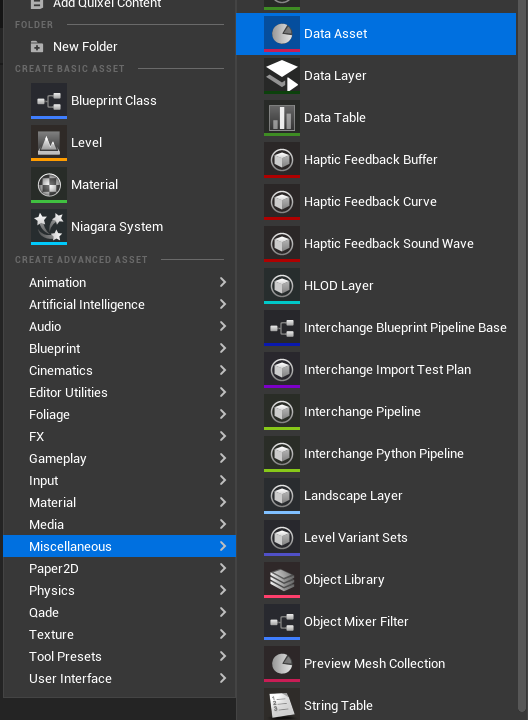 Add Quixel Content
FOLDER
New Folder
CREATE BASIC ASSET
Blueprint Class
Level
Material
Niagara System
CREATE ADVANCED ASSET
Animation
Artificial Intelligence
Audio
Blueprint
Cinematics
Editor Utilities
Foliage
FX
Gameplay
Input
Material
Media
Miscellaneous
Paper2D
Physics
Qade
Texture
Tool Presets
User Interface
Data Asset
Data Layer
Data Table
Haptic Feedback Buffer
Haptic Feedback Curve
Haptic Feedback Sound Wave
HLOD Layer
Interchange Blueprint Pipeline Base
Interchange Import Test Plan
Interchange Pipeline
Interchange Python Pipeline
Landscape Layer
Level Variant Sets
Object Library
Object Mixer Filter
Preview Mesh Collection
String Table